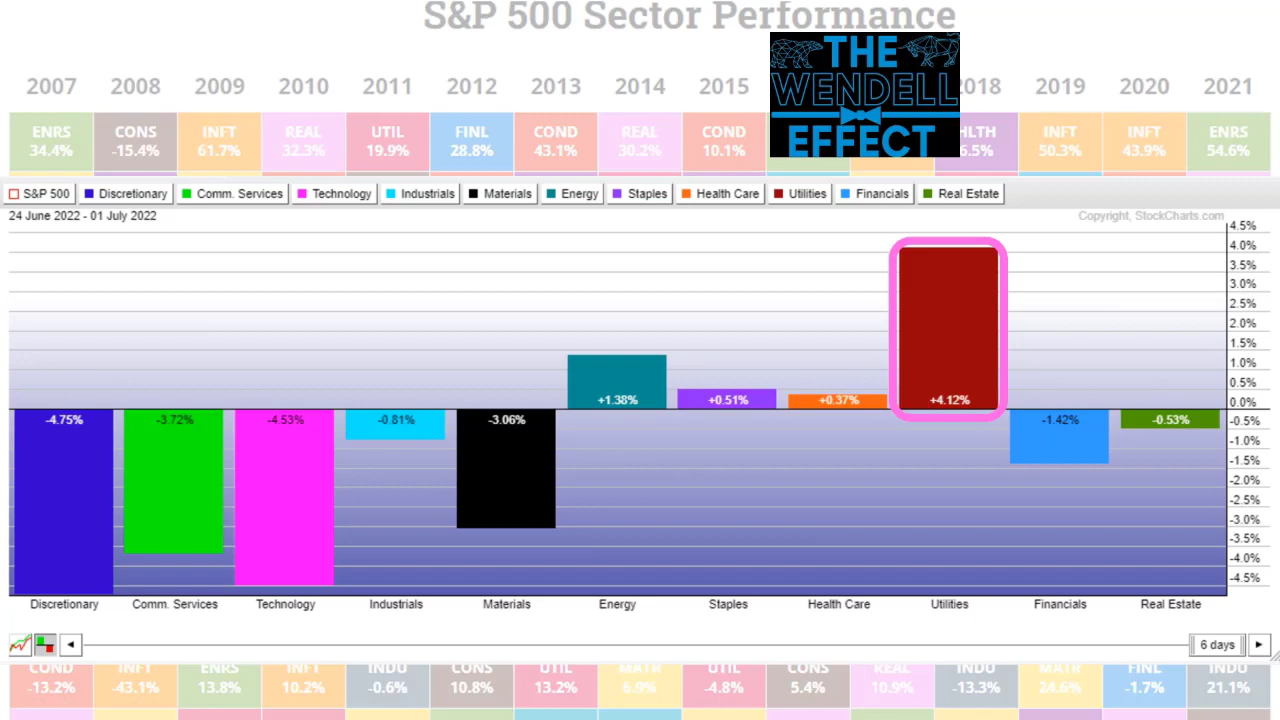 S&P 500 Sector Performance
THE
WENDELL
EFFECT
2007 2008 2009 2010 2011 2012 2013 2014 2015 2018 2019 2020 2021
ENRS CONS INFT REAL UTIL FINL COND REAL COND HLTH INFT INFT ENRS
34.4% -15.4% 61.7% 32.3% 19.9% 28.8% 43.1% 30.2% 10.1% 6.5% 50.3% 43.9% 54.6%
S&P 500 Discretionary Comm. Services Technology Industrials Materials Energy Staples Health Care Utilities Financials Real Estate
24 June 2022 - 01 July 2022
Copyright, StockCharts.com
4.5%
4.0%
3.5%
3.0%
2.5%
2.0%
1.5%
1.0%
0.5%
0.0%
-0.5%
-1.0%
-1.5%
-2.0%
-2.5%
-3.0%
-3.5%
-4.0%
-4.5%
-4.75% -3.72% -4.53% -0.81% -3.06% +1.38% +0.51% +0.37% +4.12% -1.42% -0.53%
Discretionary Comm. Services Technology Industrials Materials Energy Staples Health Care Utilities Financials Real Estate
6 days
COND INFT ENRS INFT INDU CONS UTIL MATR UTIL CONS REAL INDU MATR FINL INDU
-13.2% -43.1% 13.8% 10.2% -0.6% 10.8% 13.2% 6.9% -4.8% 5.4% 10.9% -13.3% 24.6% -1.7% 21.1%